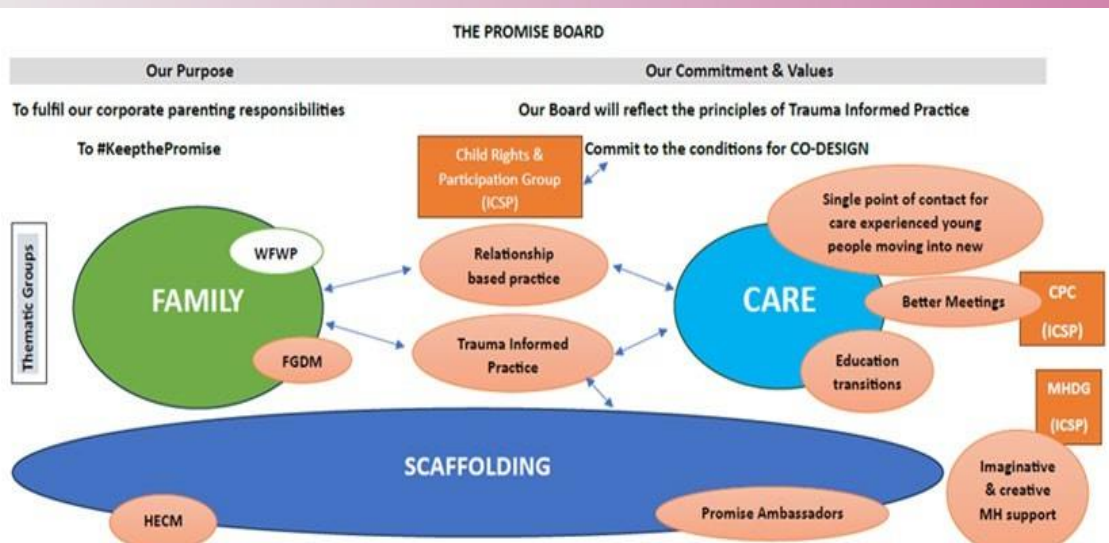 THE PROMISE BOARD
Our Purpose
Our Commitment & Values
To fulfil our corporate parenting responsibilities
Our Board will reflect the principles of Trauma Informed Practice
To #KeepthePromise
Commit to the conditions for CO-DESIGN
Child Rights &
Participation Group
(ICSP)
Single point of contact for
care experienced young
people moving into new
Thematic Groups
WFWP
FAMILY
FGDM
Relationship
based practice
Trauma Informed
Practice
CARE
Better Meetings
CPC
(ICSP)
Education
transitions
MHDG
(ICSP)
SCAFFOLDING
HECM
Promise Ambassadors
Imaginative
& creative
MH support